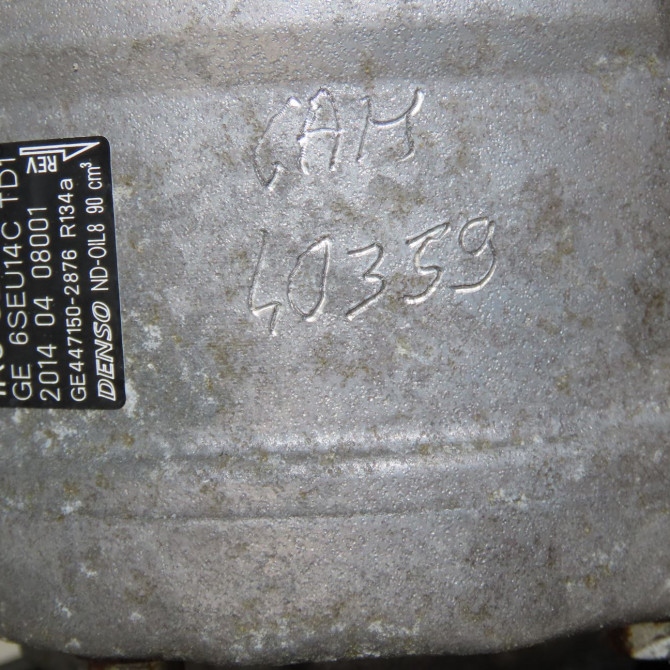 GE 6SEU14C TD1
2014 04 08001
GE447150-2876 R134a
DENSO ND-OIL8 90 cm³
REV
CAM
40359